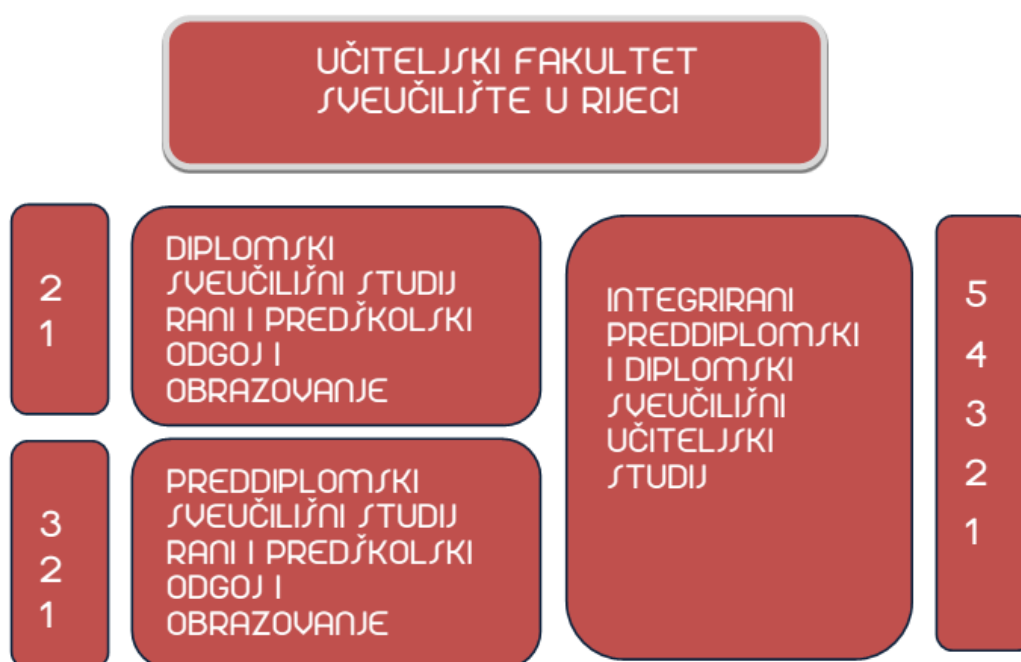 UČITELJSKI FAKULTET
SVEUČILIŠTE U RIJECI
2
1
DIPLOMSKI
SVEUČILIŠNI STUDIJ
RANI I PREDŠKOLSKI
ODGOJ I
OBRAZOVANJE
3
2
1
PREDDIPLOMSKI
SVEUČILIŠNI STUDIJ
RANI I PREDŠKOLSKI
ODGOJ I
OBRAZOVANJE
INTEGRIRANI
PREDDIPLOMSKI
I DIPLOMSKI
SVEUČILIŠNI
UČITELJSKI
STUDIJ
5
4
3
2
1